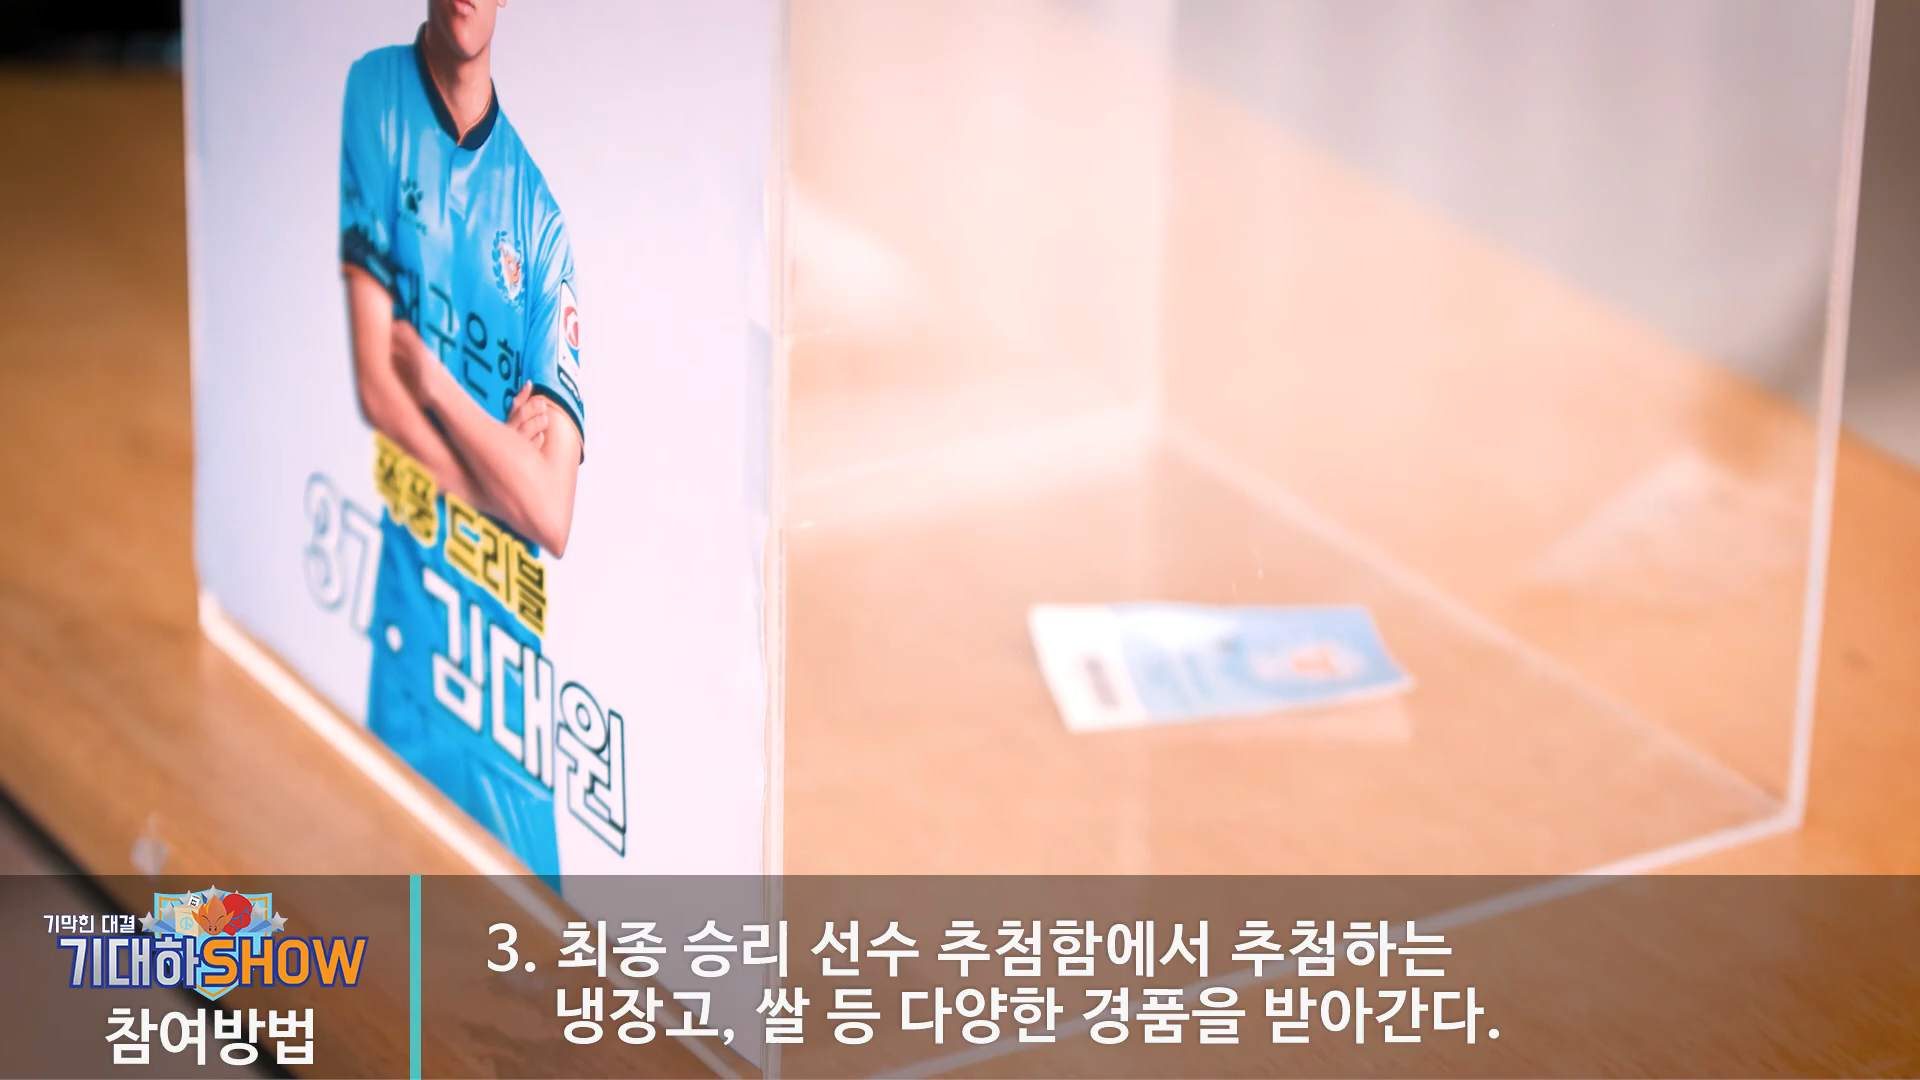 대구은행
폭풍 드리블
37. 김대원
기막힌 대결
기대하SHOW
참여방법
3. 최종 승리 선수 추첨함에서 추첨하는
냉장고, 쌀 등 다양한 경품을 받아간다.